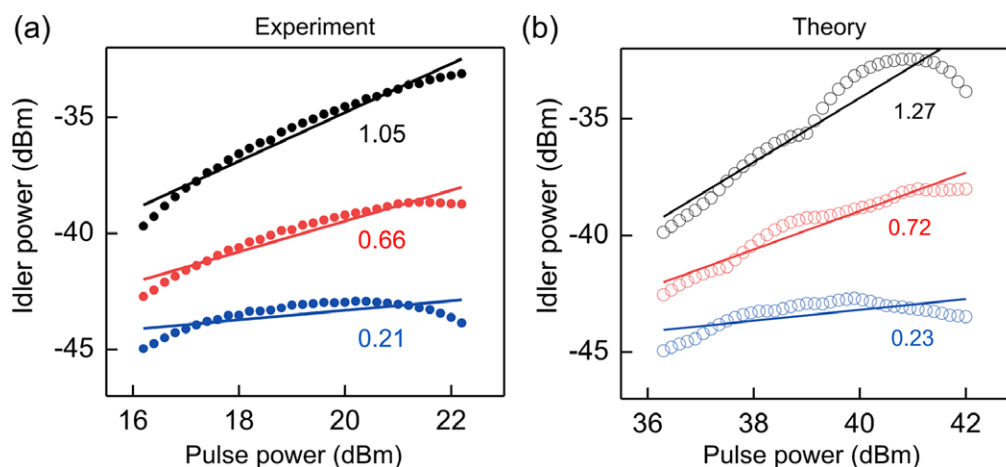 (a) Experiment
Idler power (dBm)
-35
-40
-45
1.05
0.66
0.21
16 18 20 22
Pulse power (dBm)
(b) Theory
Idler power (dBm)
-35
-40
-45
1.27
0.72
0.23
36 38 40 42
Pulse power (dBm)